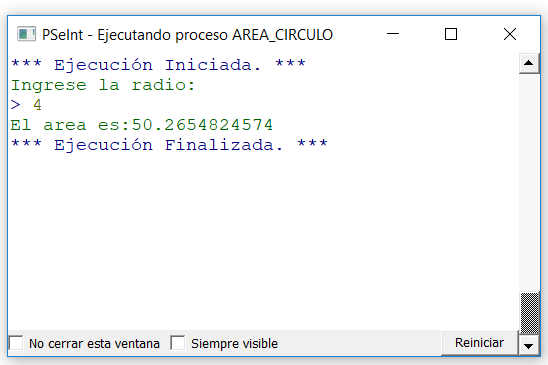 PSeInt - Ejecutando proceso AREA_CIRCULO
*** Ejecución Iniciada. ***
Ingrese la radio:
> 4
El area es:50.2654824574
*** Ejecución Finalizada. ***
No cerrar esta ventana Siempre visible Reiniciar